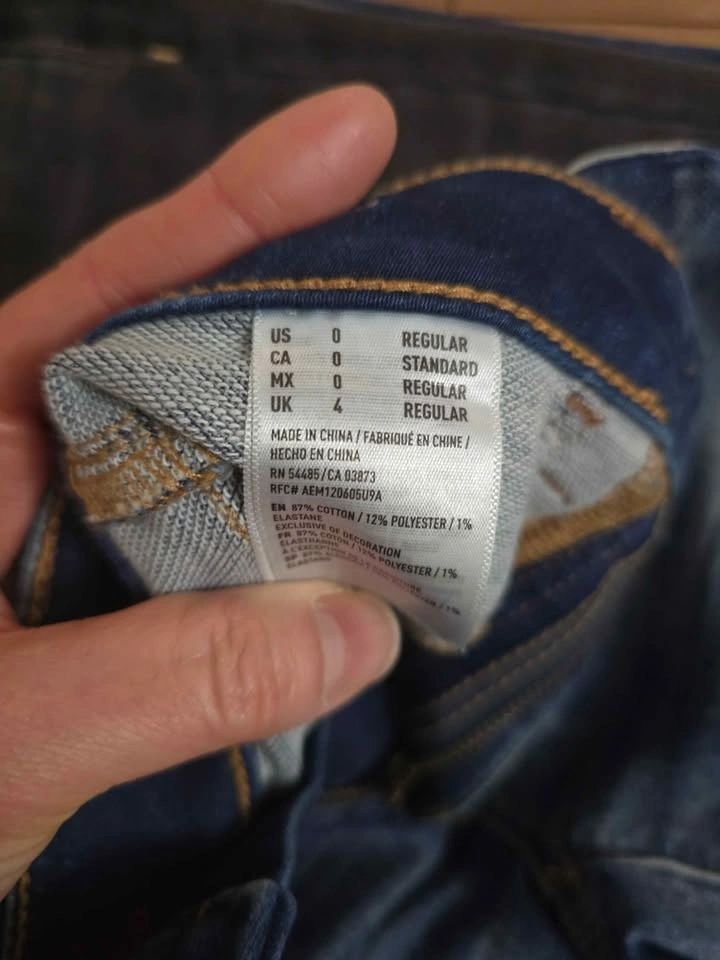 US 0 REGULAR
CA 0 STANDARD
MX 0 REGULAR
UK 4 REGULAR
MADE IN CHINA / FABRIQUÉ EN CHINE /
HECHO EN CHINA
RN 54485/CA 03873
RFC# AEM120605U9A
EN 87% COTTON / 12% POLYESTER / 1%
ELASTANE
EXCLUSIVE OF DECORATION
FR 87% COTON / 12% POLYESTER / 1%
ELASTHANNE